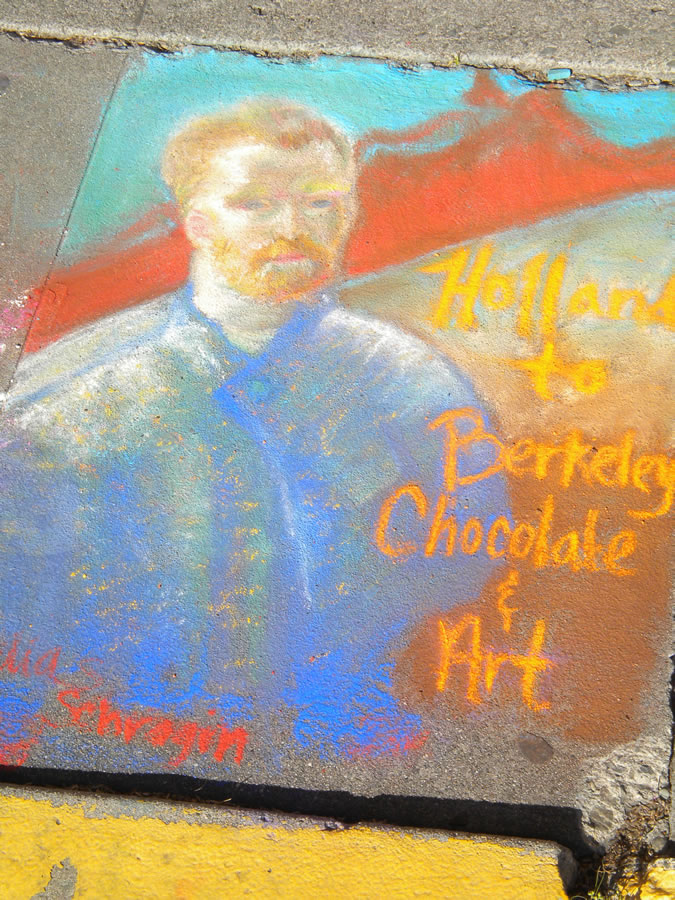 Holland
to
Berkeley
Chocolate
&
Art
Schragin